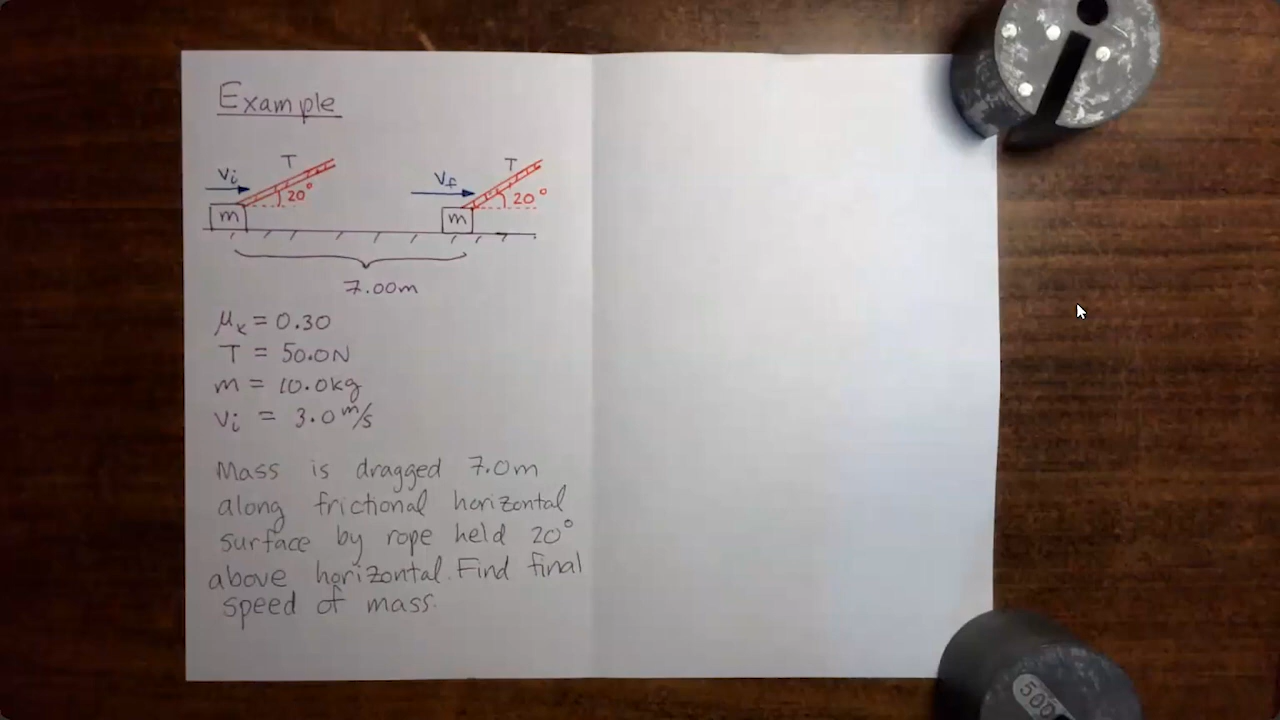 Example
T
T
Vi
20°
Vf
20°
m
m
7.00m
μk = 0.30
T = 50.0N
m = 10.0kg
Vi = 3.0 m/s
Mass is dragged 7.0m
along frictional horizontal
surface by rope held 20°
above horizontal. Find final
speed of mass.
500